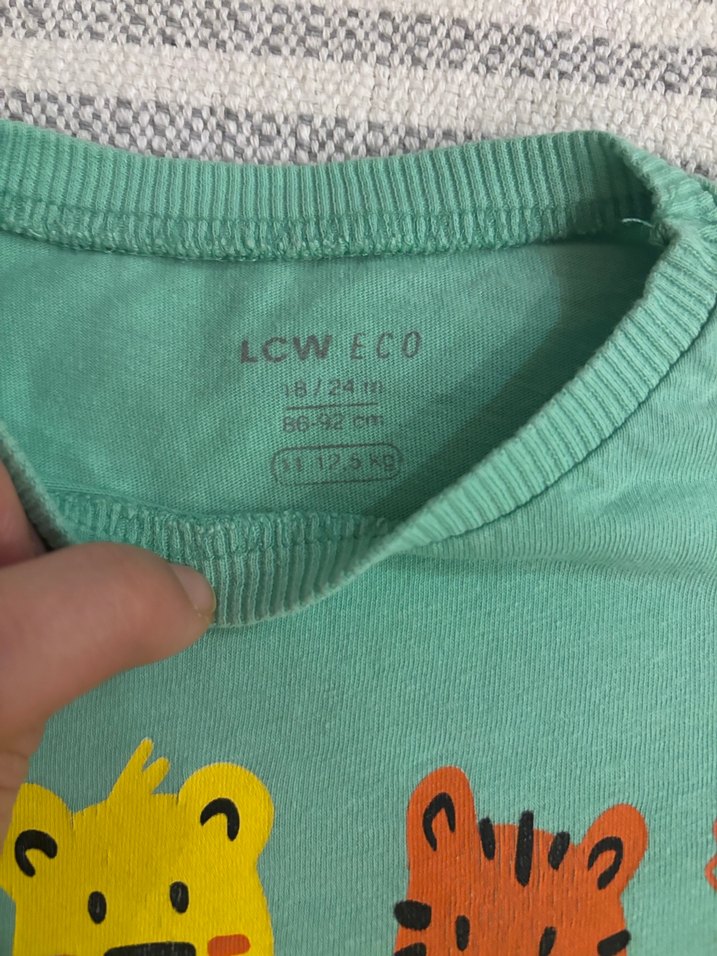 LCW ECO
18 / 24 m
86-92 cm
11-12,5 kg